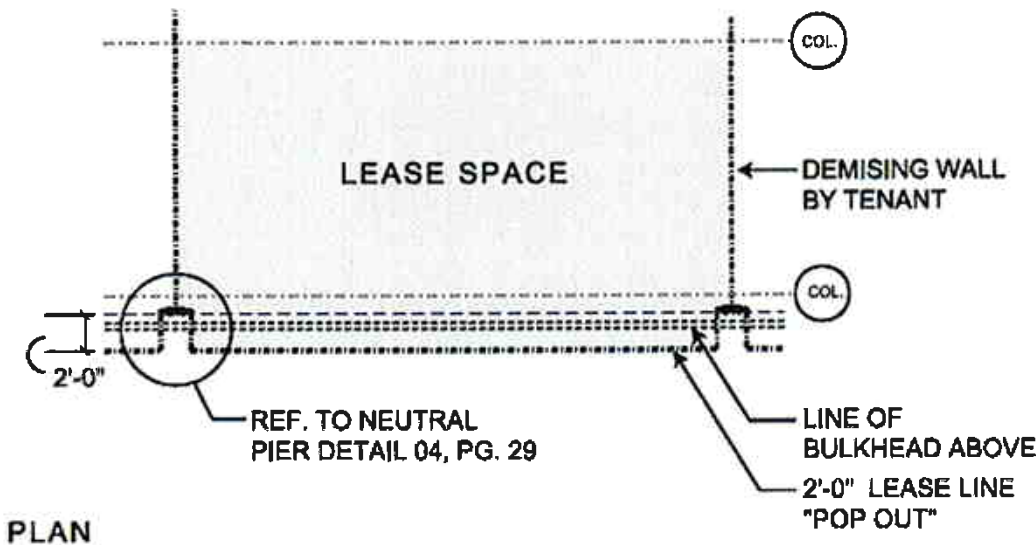 COL.
LEASE SPACE
DEMISING WALL
BY TENANT
COL.
2'-0"
REF. TO NEUTRAL
PIER DETAIL 04, PG. 29
LINE OF
BULKHEAD ABOVE
2'-0" LEASE LINE
"POP OUT"
PLAN